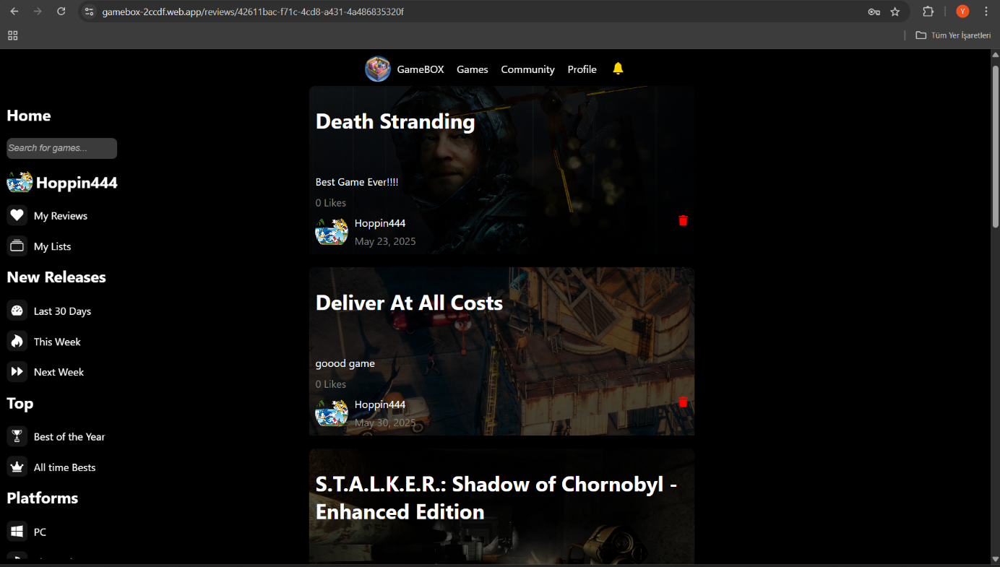 gamebox-2ccdf.web.app/reviews/42611bac-f71c-4cd8-a431-4a486835320f
Y
Tüm Yer İşaretleri
GameBOX Games Community Profile
Home
Search for games...
Hoppin444
My Reviews
My Lists
New Releases
Last 30 Days
This Week
Next Week
Top
Best of the Year
All time Bests
Platforms
PC
Death Stranding
Best Game Ever!!!!
0 Likes
Hoppin444
May 23, 2025
Deliver At All Costs
goood game
0 Likes
Hoppin444
May 30, 2025
S.T.A.L.K.E.R.: Shadow of Chornobyl -
Enhanced Edition